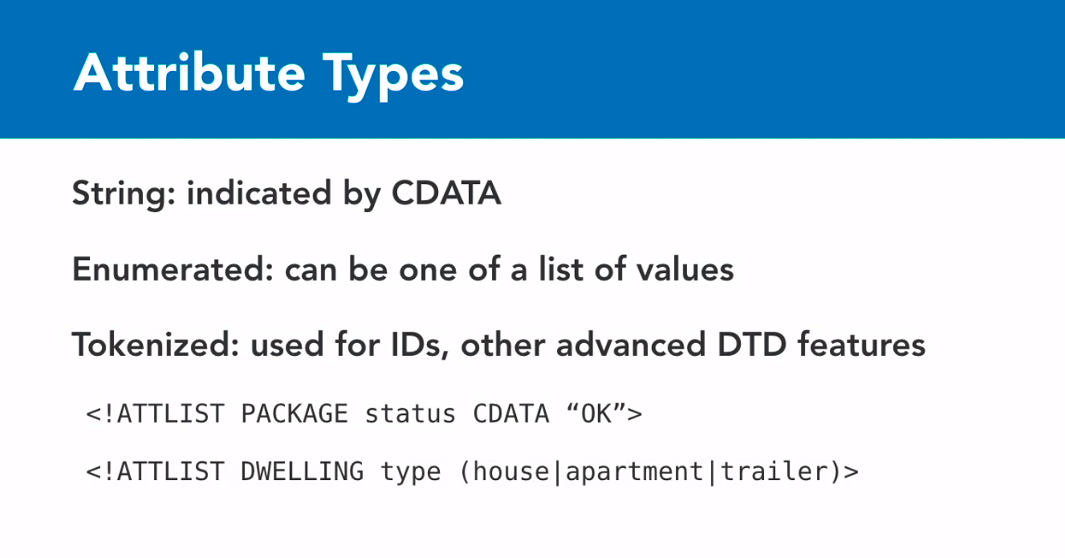 Attribute Types
String: indicated by CDATA
Enumerated: can be one of a list of values
Tokenized: used for IDs, other advanced DTD features
<!ATTLIST PACKAGE status CDATA “OK”>
<!ATTLIST DWELLING type (house|apartment|trailer)>